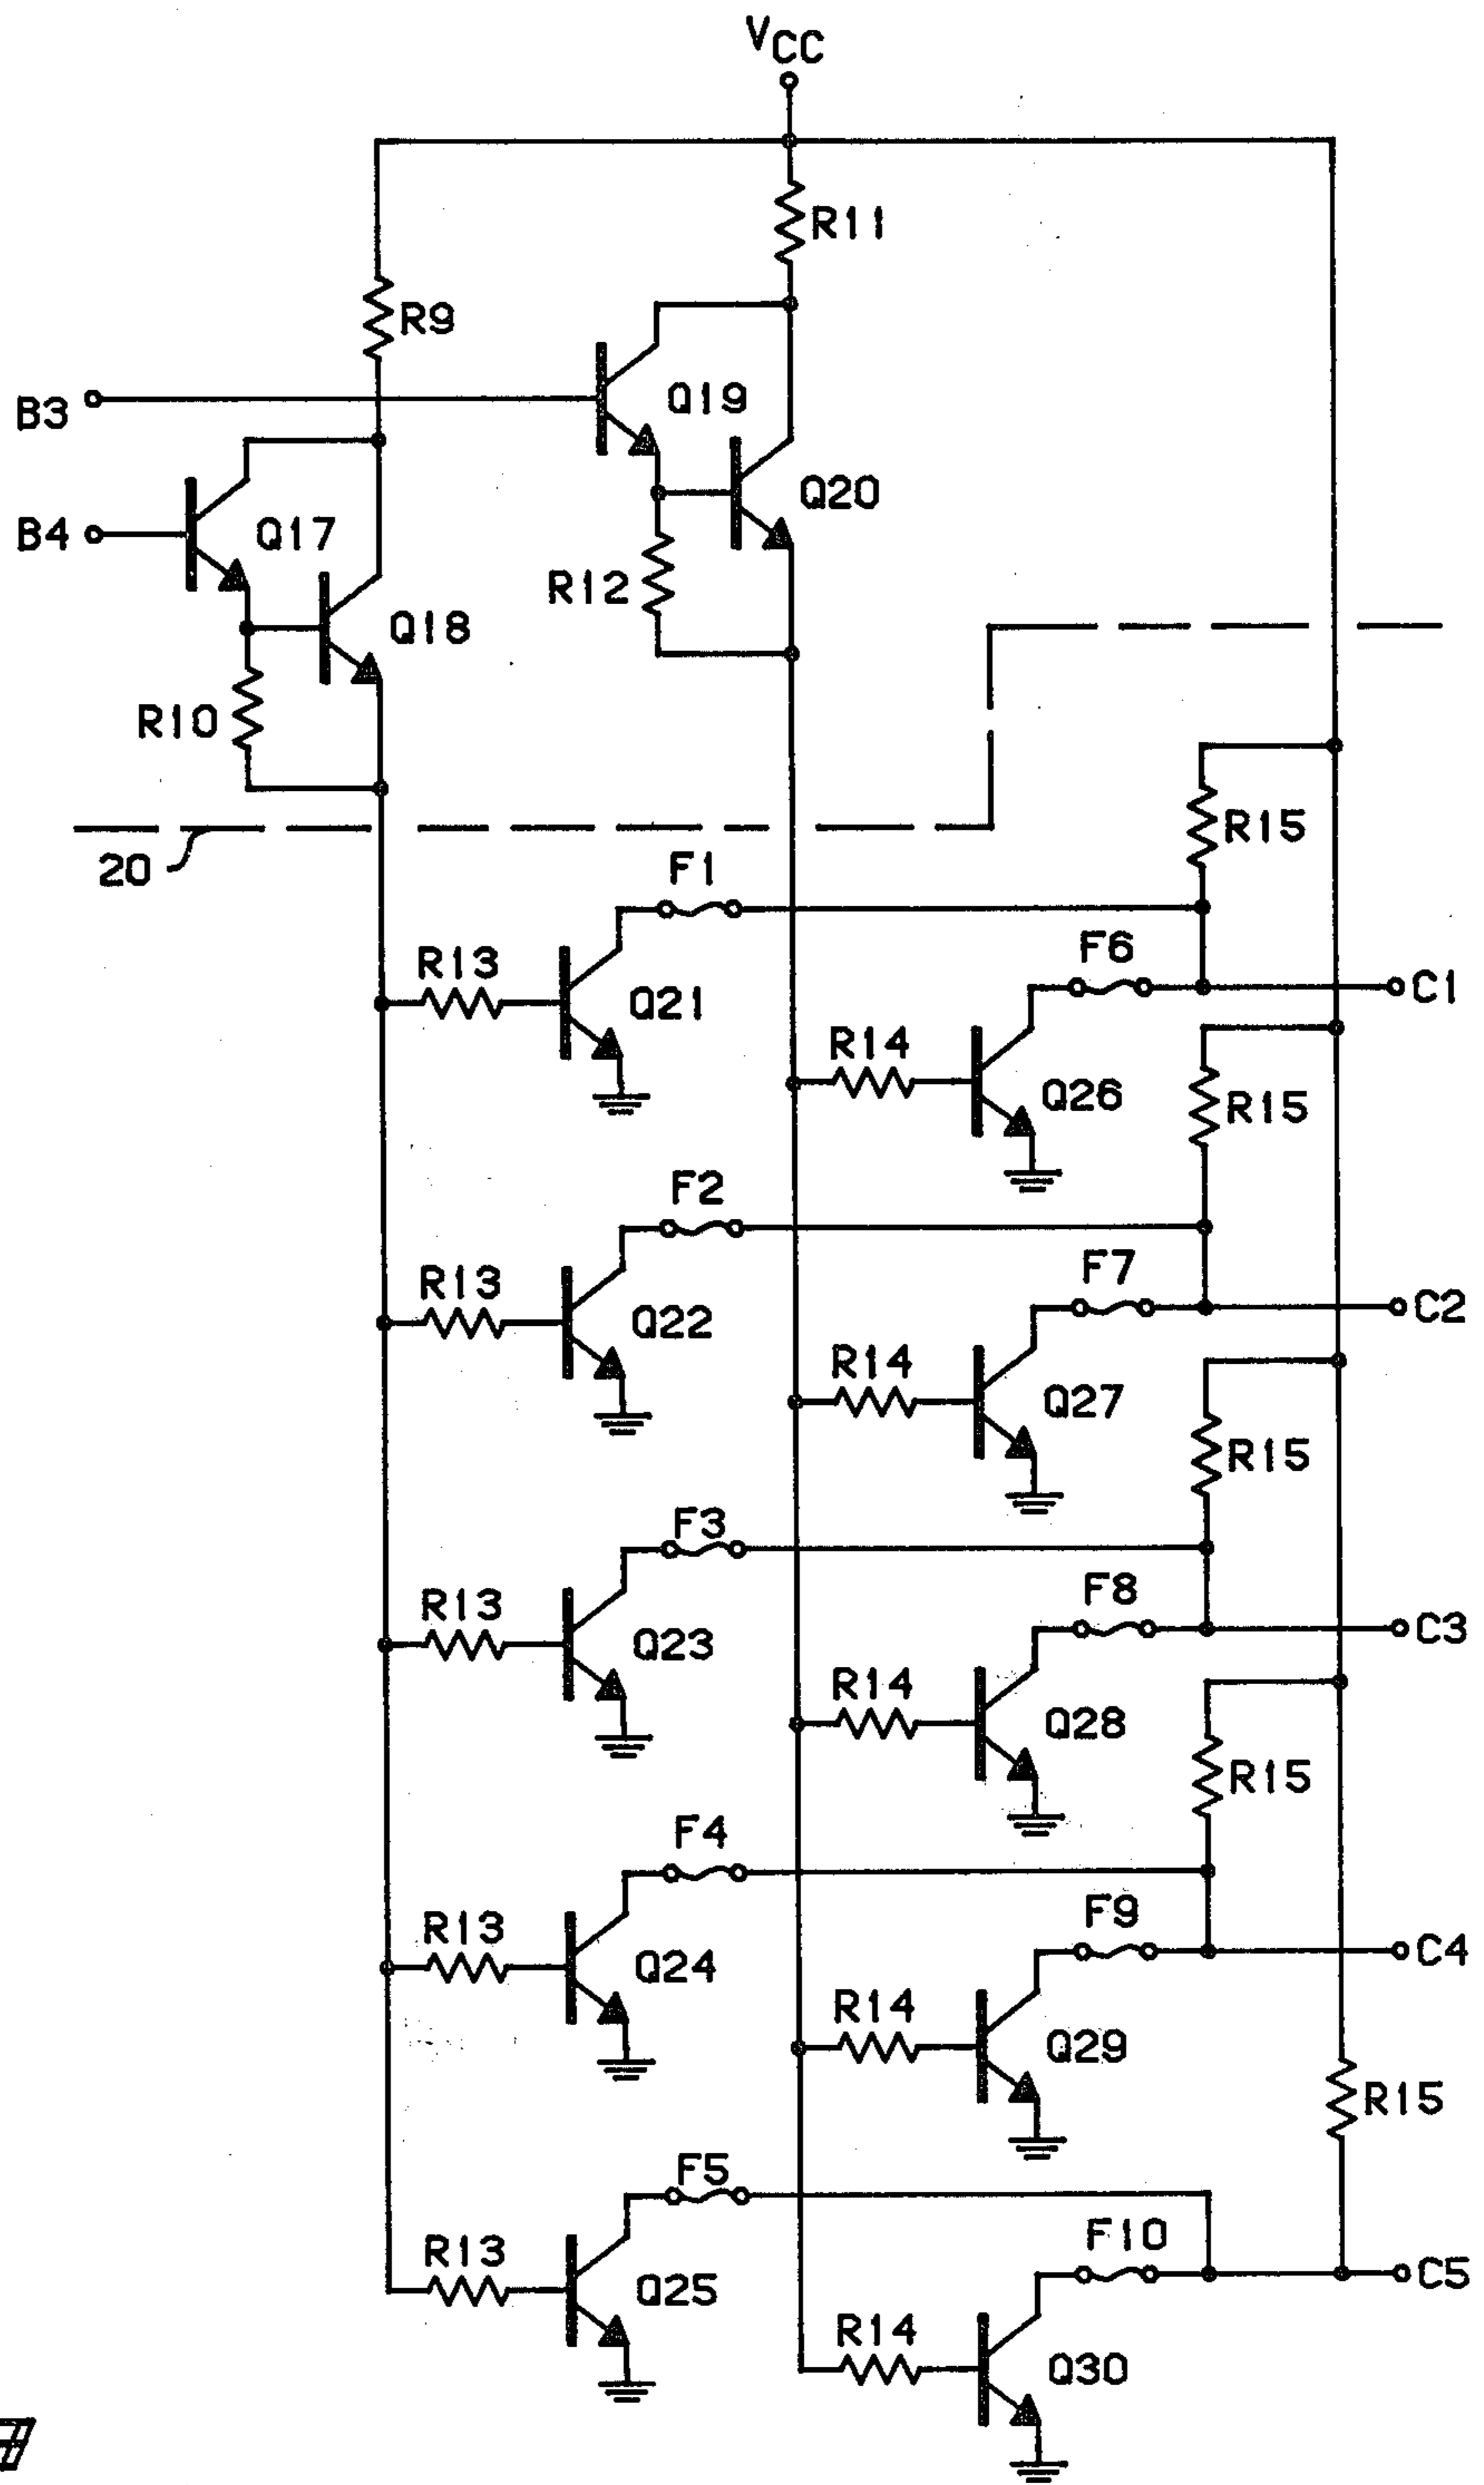 VCC
R11
R9
B3
Q19
B4
Q17
Q20
R12
Q18
R10
R15
20
F1
R13
Q21
F6
C1
R14
Q26
R15
F2
R13
Q22
F7
C2
R14
Q27
R15
F3
R13
Q23
F8
C3
R14
Q28
R15
F4
R13
Q24
F9
C4
R14
Q29
R15
F5
R13
Q25
F10
C5
R14
Q30